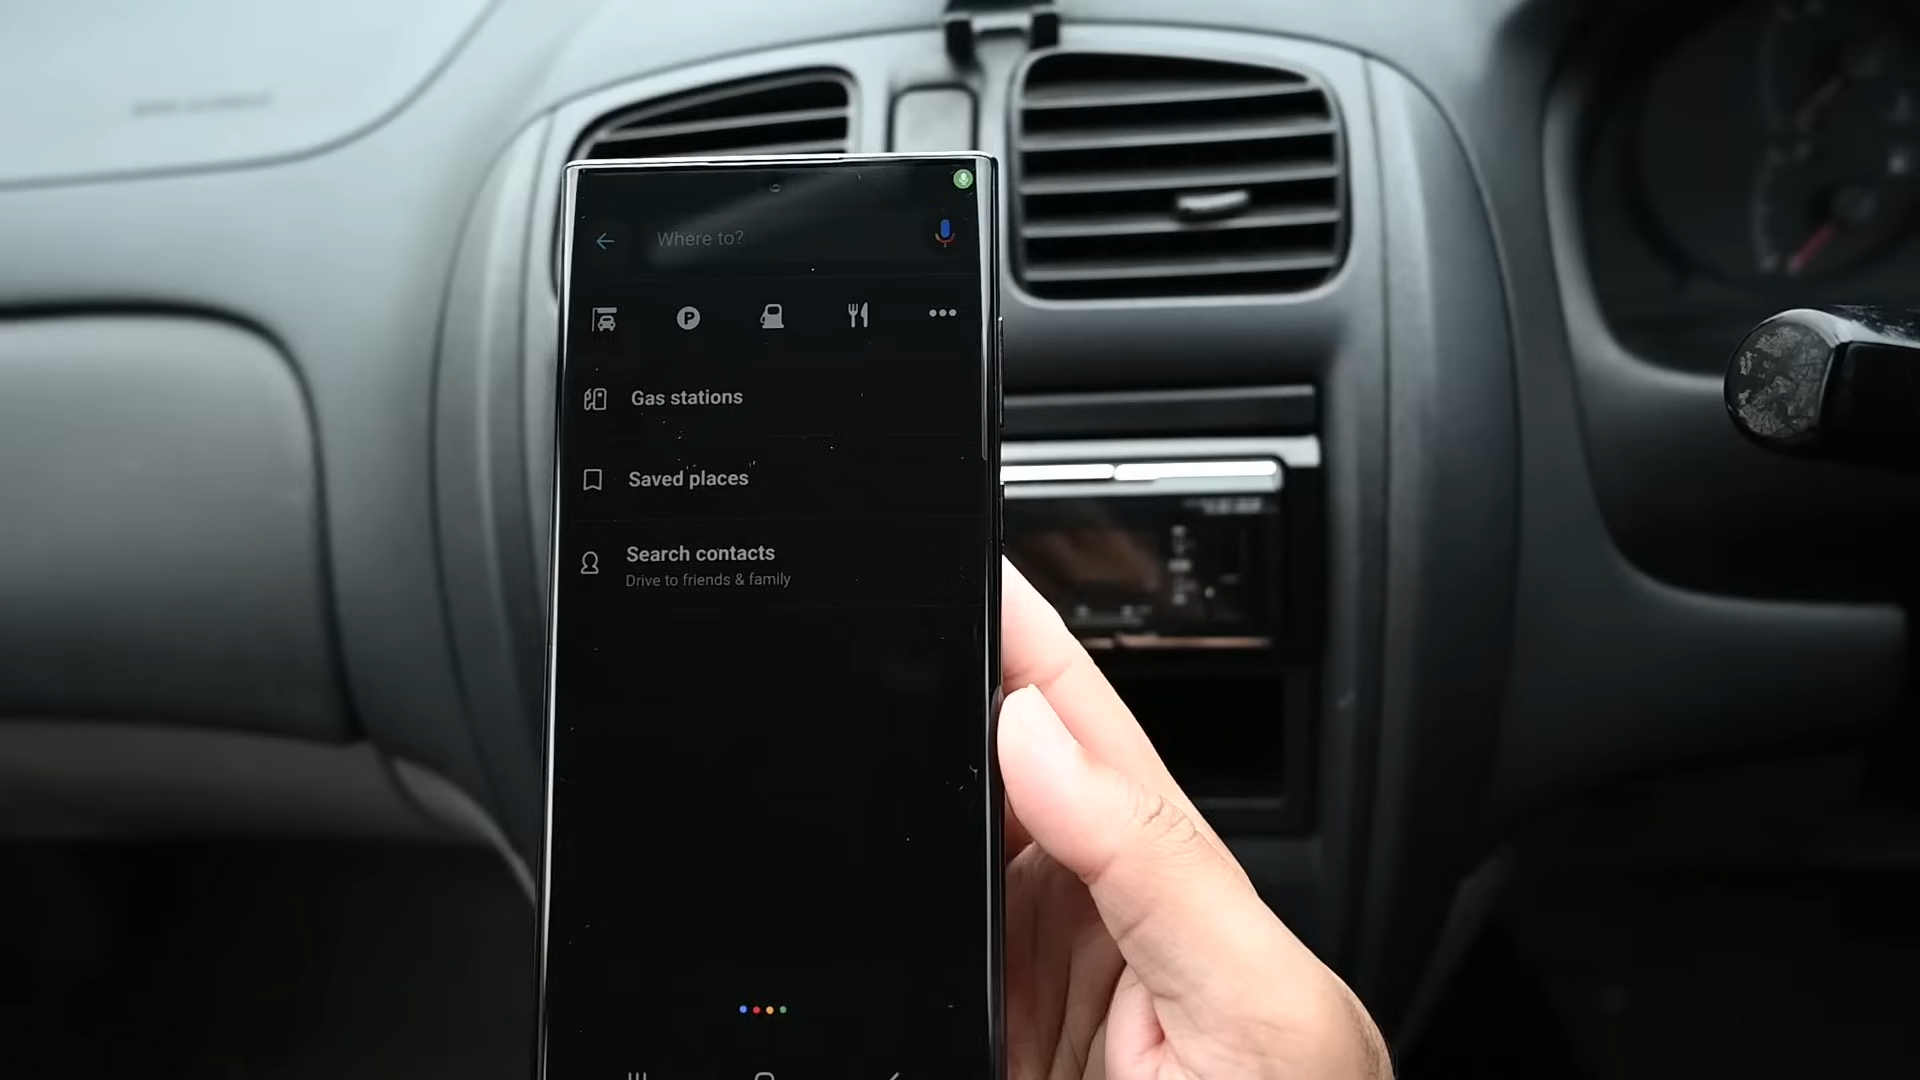 Where to?
P
Gas stations
Saved places
Search contacts
Drive to friends & family